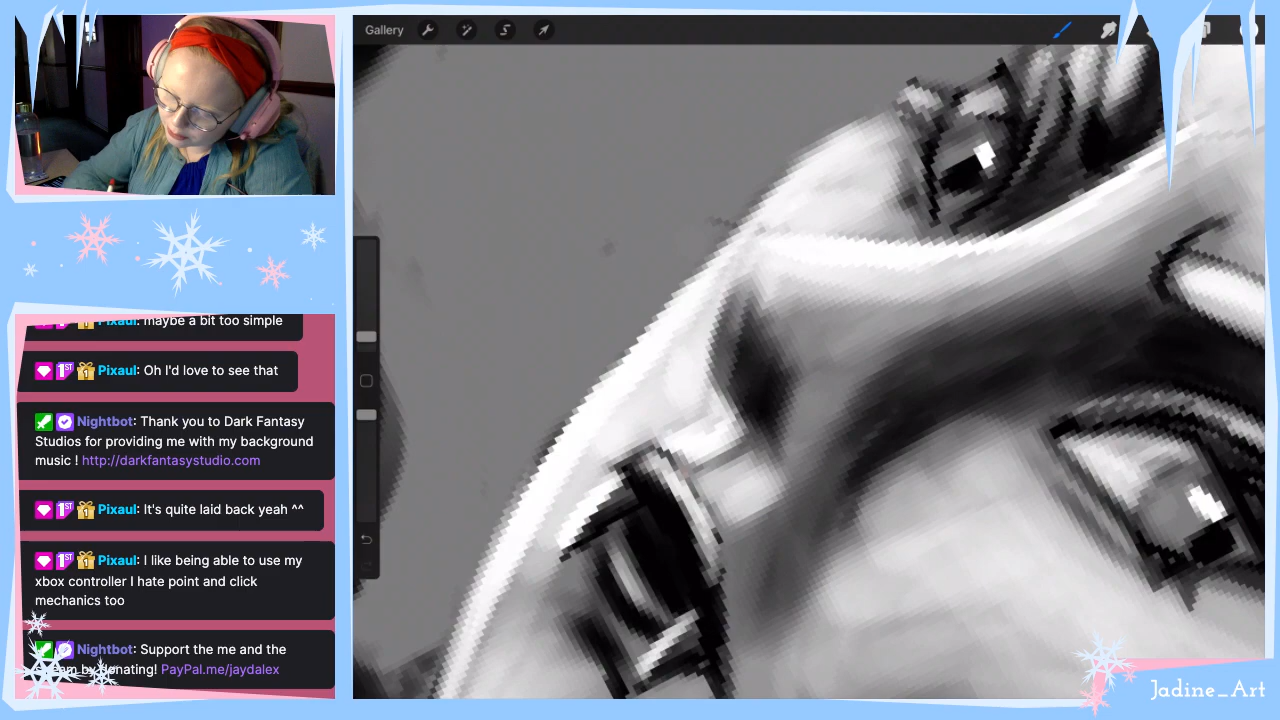 Gallery
Pixaul: maybe a bit too simple
Pixaul: Oh I'd love to see that
Nightbot: Thank you to Dark Fantasy
Studios for providing me with my background
music ! http://darkfantasystudio.com
Pixaul: It's quite laid back yeah ^^
Pixaul: I like being able to use my
xbox controller I hate point and click
mechanics too
Nightbot: Support the me and the
by donating! PayPal.me/jaydalex
Jadine_Art